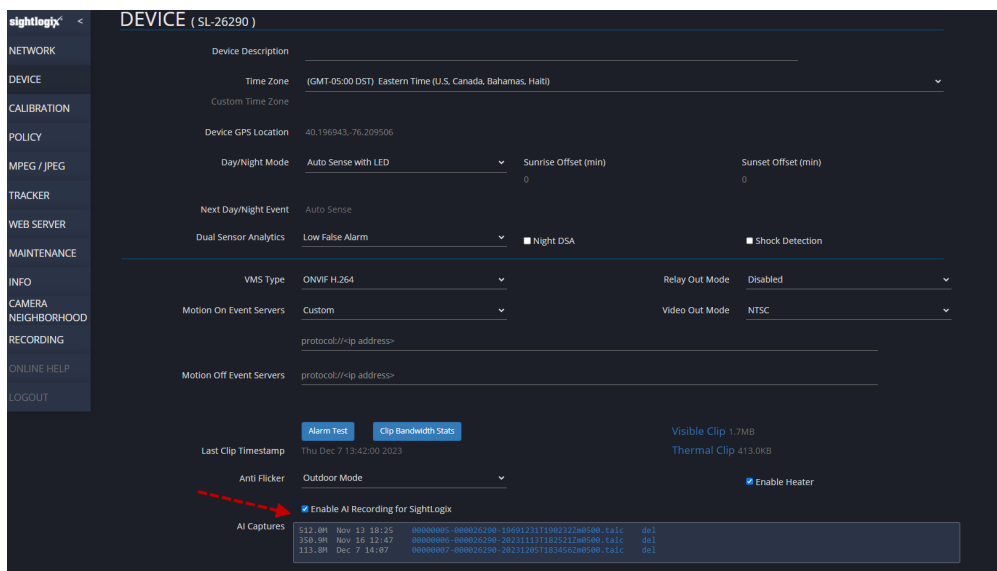 sightlogix <
DEVICE ( SL-26290 )
NETWORK
DEVICE
CALIBRATION
POLICY
MPEG / JPEG
TRACKER
WEB SERVER
MAINTENANCE
INFO
CAMERA
NEIGHBORHOOD
RECORDING
ONLINE HELP
LOGOUT
Device Description
Time Zone (GMT-05:00 DST) Eastern Time (U.S, Canada, Bahamas, Haiti)
Custom Time Zone
Device GPS Location 40.196943,-76.209506
Day/Night Mode Auto Sense with LED Sunrise Offset (min) Sunset Offset (min)
0 0
Next Day/Night Event Auto Sense
Dual Sensor Analytics Low False Alarm Night DSA Shock Detection
VMS Type ONVIF H.264 Relay Out Mode Disabled
Motion On Event Servers Custom Video Out Mode NTSC
protocol://<ip address>
Motion Off Event Servers protocol://<ip address>
Alarm Test Clip Bandwidth Stats Visible Clip 1.7MB
Last Clip Timestamp Thu Dec 7 13:42:00 2023 Thermal Clip 413.0KB
Anti Flicker Outdoor Mode Enable Heater
Enable AI Recording for SightLogix
AI Captures
512.0M Nov 13 18:25 00000005-000026290-19691231T190232Zm0500.talc del
350.9M Nov 16 12:47 00000006-000026290-20231113T182521Zm0500.talc del
113.8M Dec 7 14:07 00000007-000026290-20231205T183456Zm0500.talc del